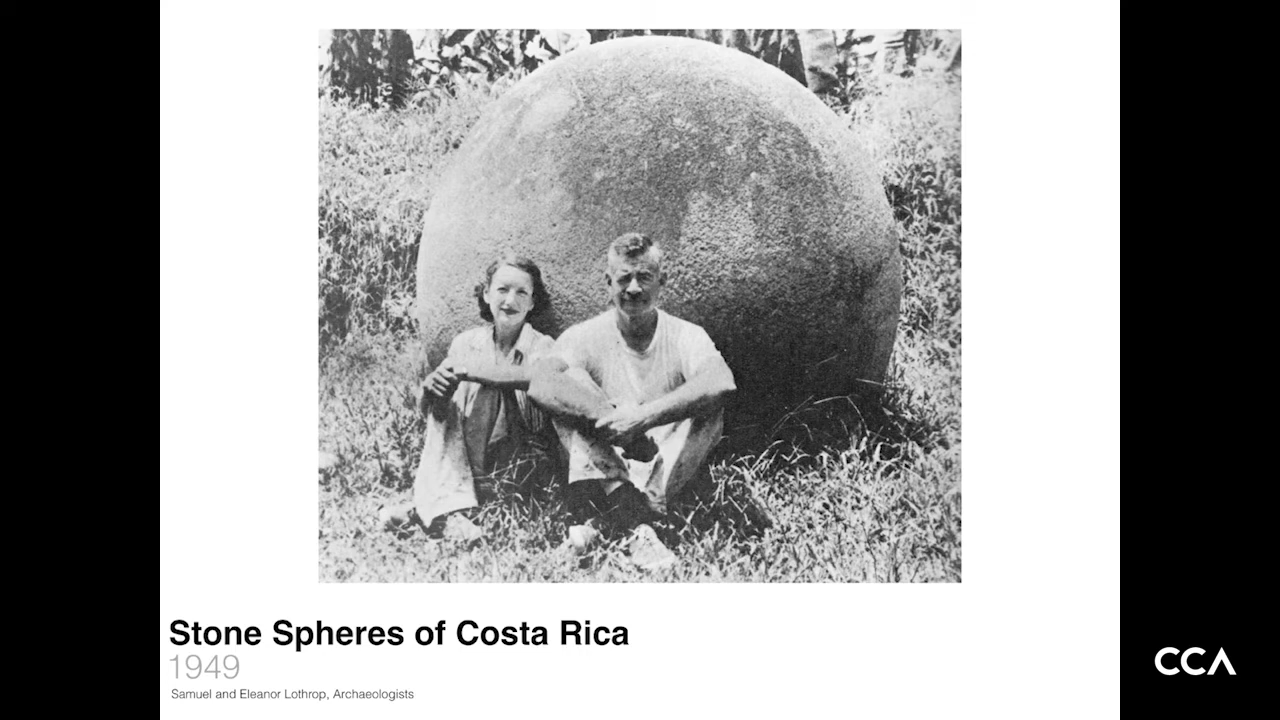 Stone Spheres of Costa Rica
1949
Samuel and Eleanor Lothrop, Archaeologists
CCA